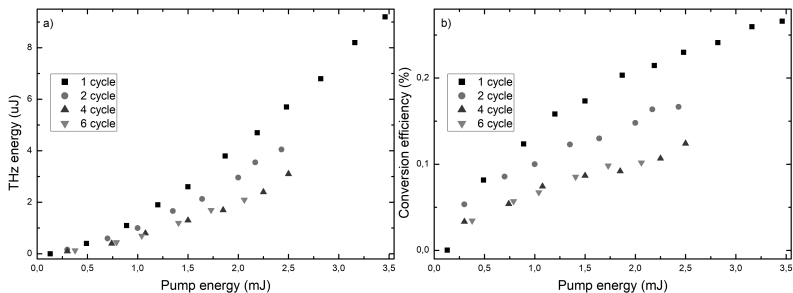 a)
THz energy (uJ)
8
6
4
2
0
1 cycle
2 cycle
4 cycle
6 cycle
0,0 0,5 1,0 1,5 2,0 2,5 3,0 3,5
Pump energy (mJ)
b)
Conversion efficiency (%)
0,2
0,1
0,0
1 cycle
2 cycle
4 cycle
6 cycle
0,0 0,5 1,0 1,5 2,0 2,5 3,0 3,5
Pump energy (mJ)